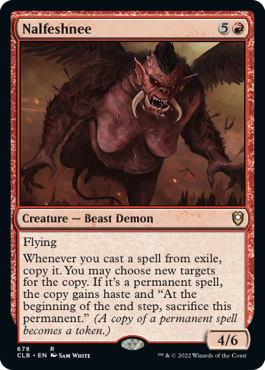 Nalfeshnee 5
Creature — Beast Demon
Flying
Whenever you cast a spell from exile,
copy it. You may choose new targets
for the copy. If it's a permanent spell,
the copy gains haste and "At the
beginning of the end step, sacrifice this
permanent." (A copy of a permanent spell
becomes a token.)
4/6
678 R
CLB • EN SAM WHITE
™ & © 2022 Wizards of the Coast